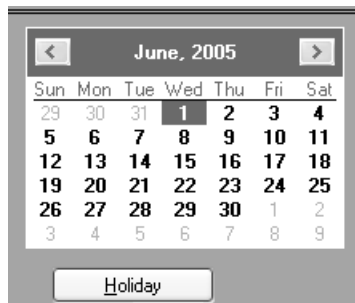 < June, 2005 >
Sun Mon Tue Wed Thu Fri Sat
29 30 31 1 2 3 4
5 6 7 8 9 10 11
12 13 14 15 16 17 18
19 20 21 22 23 24 25
26 27 28 29 30 1 2
3 4 5 6 7 8 9
Holiday